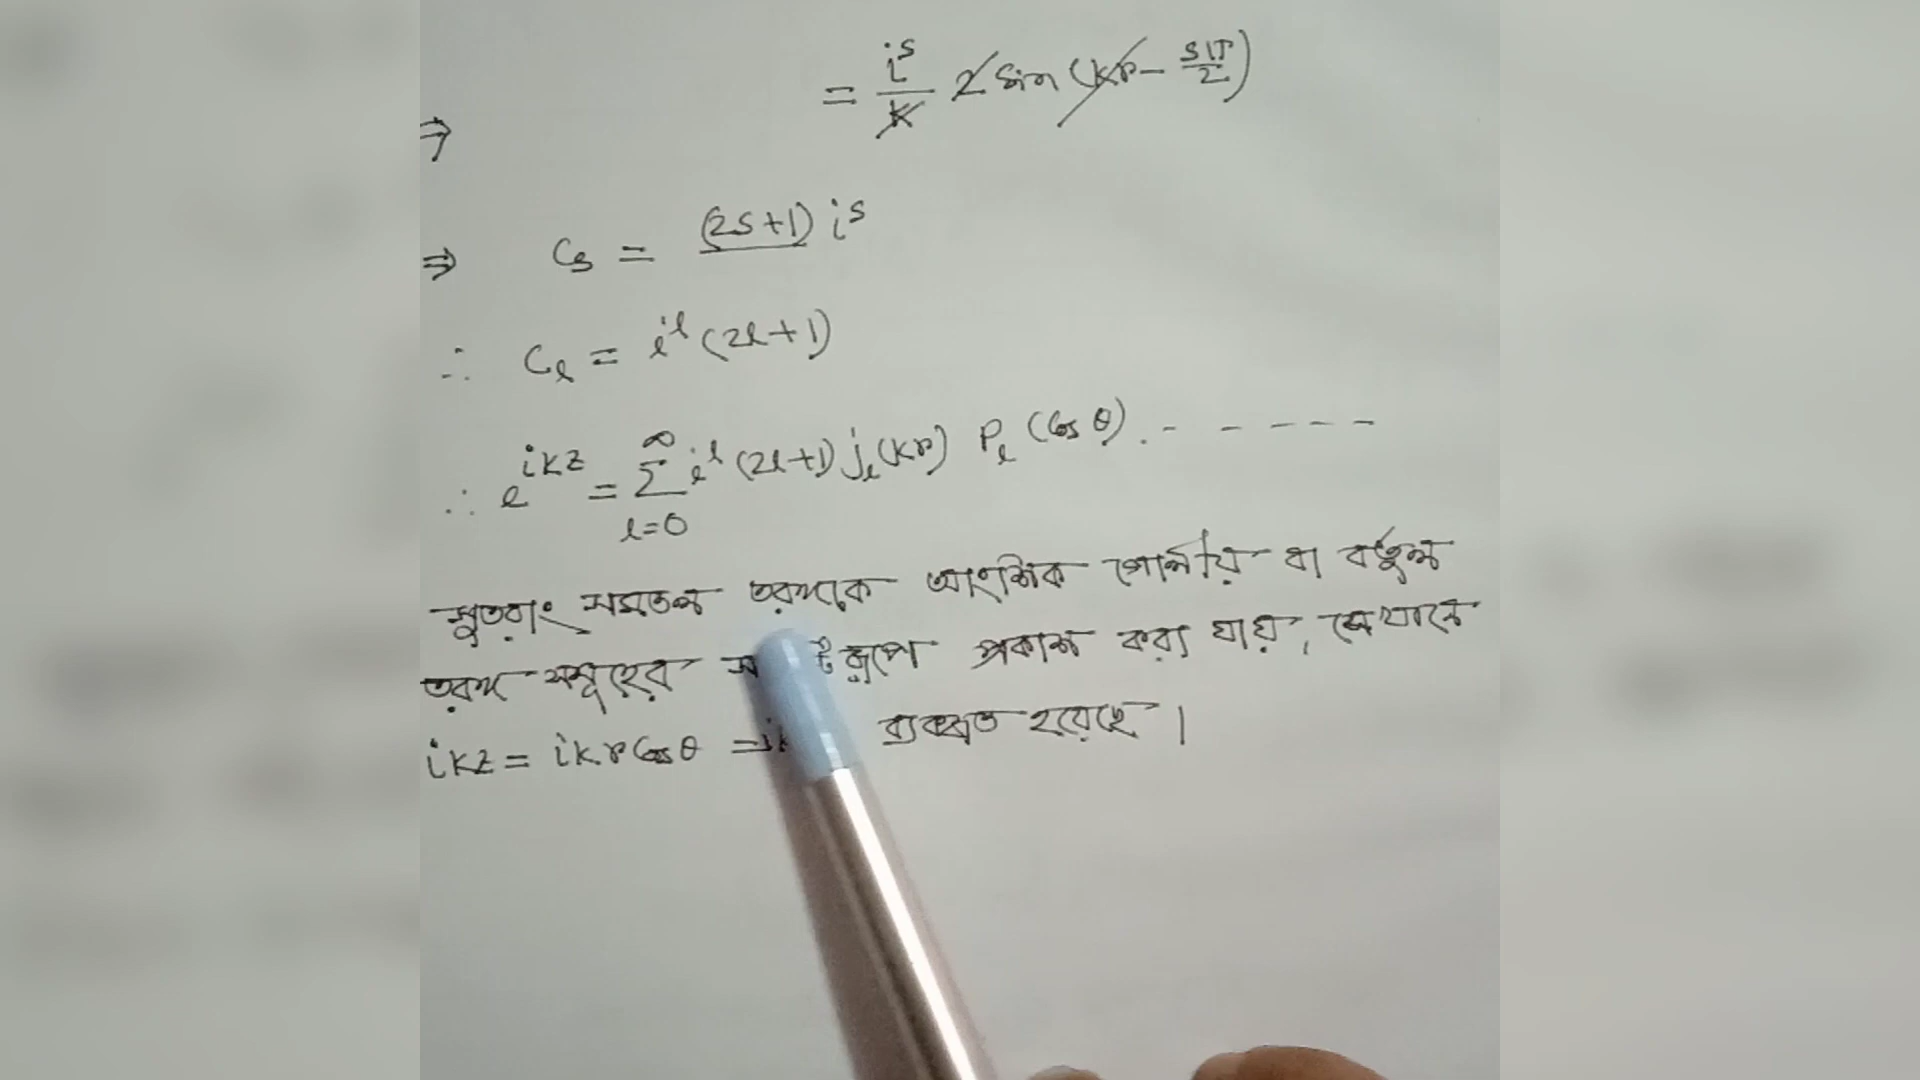 = i^s/k 2 sin (kr - sπ/2)
⇒
⇒ C_s = (2s+1) i^s
∴ C_l = i^l (2l+1)
∴ e^{ikz} = Σ_{l=0}^{∞} i^l (2l+1) j_l(kr) P_l (Cos θ) . - - - - - -
সুতরাং সমতল তরঙ্গকে আংশিক গোলীয় বা বর্তুল
তরঙ্গ সমূহের প্রকাশ করা যায়, যেখানে
ikz = ikr Cos θ = ব্যবহৃত হয়েছে।